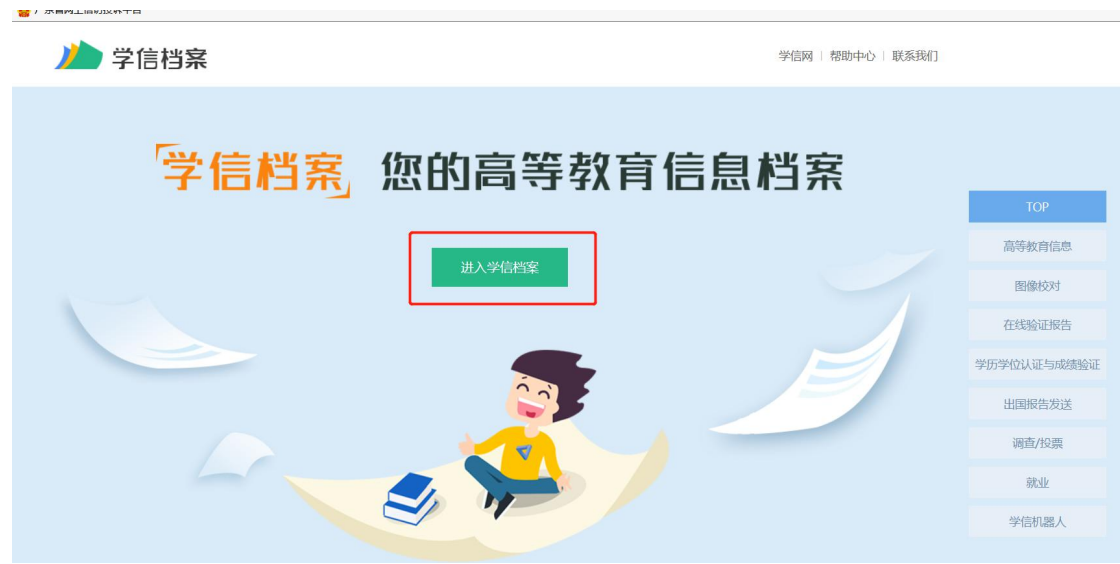 学信档案
学信网 | 帮助中心 | 联系我们
学信档案 您的高等教育信息档案
进入学信档案
TOP
高等教育信息
图像校对
在线验证报告
学历学位认证与成绩验证
出国报告发送
调查/投票
就业
学信机器人